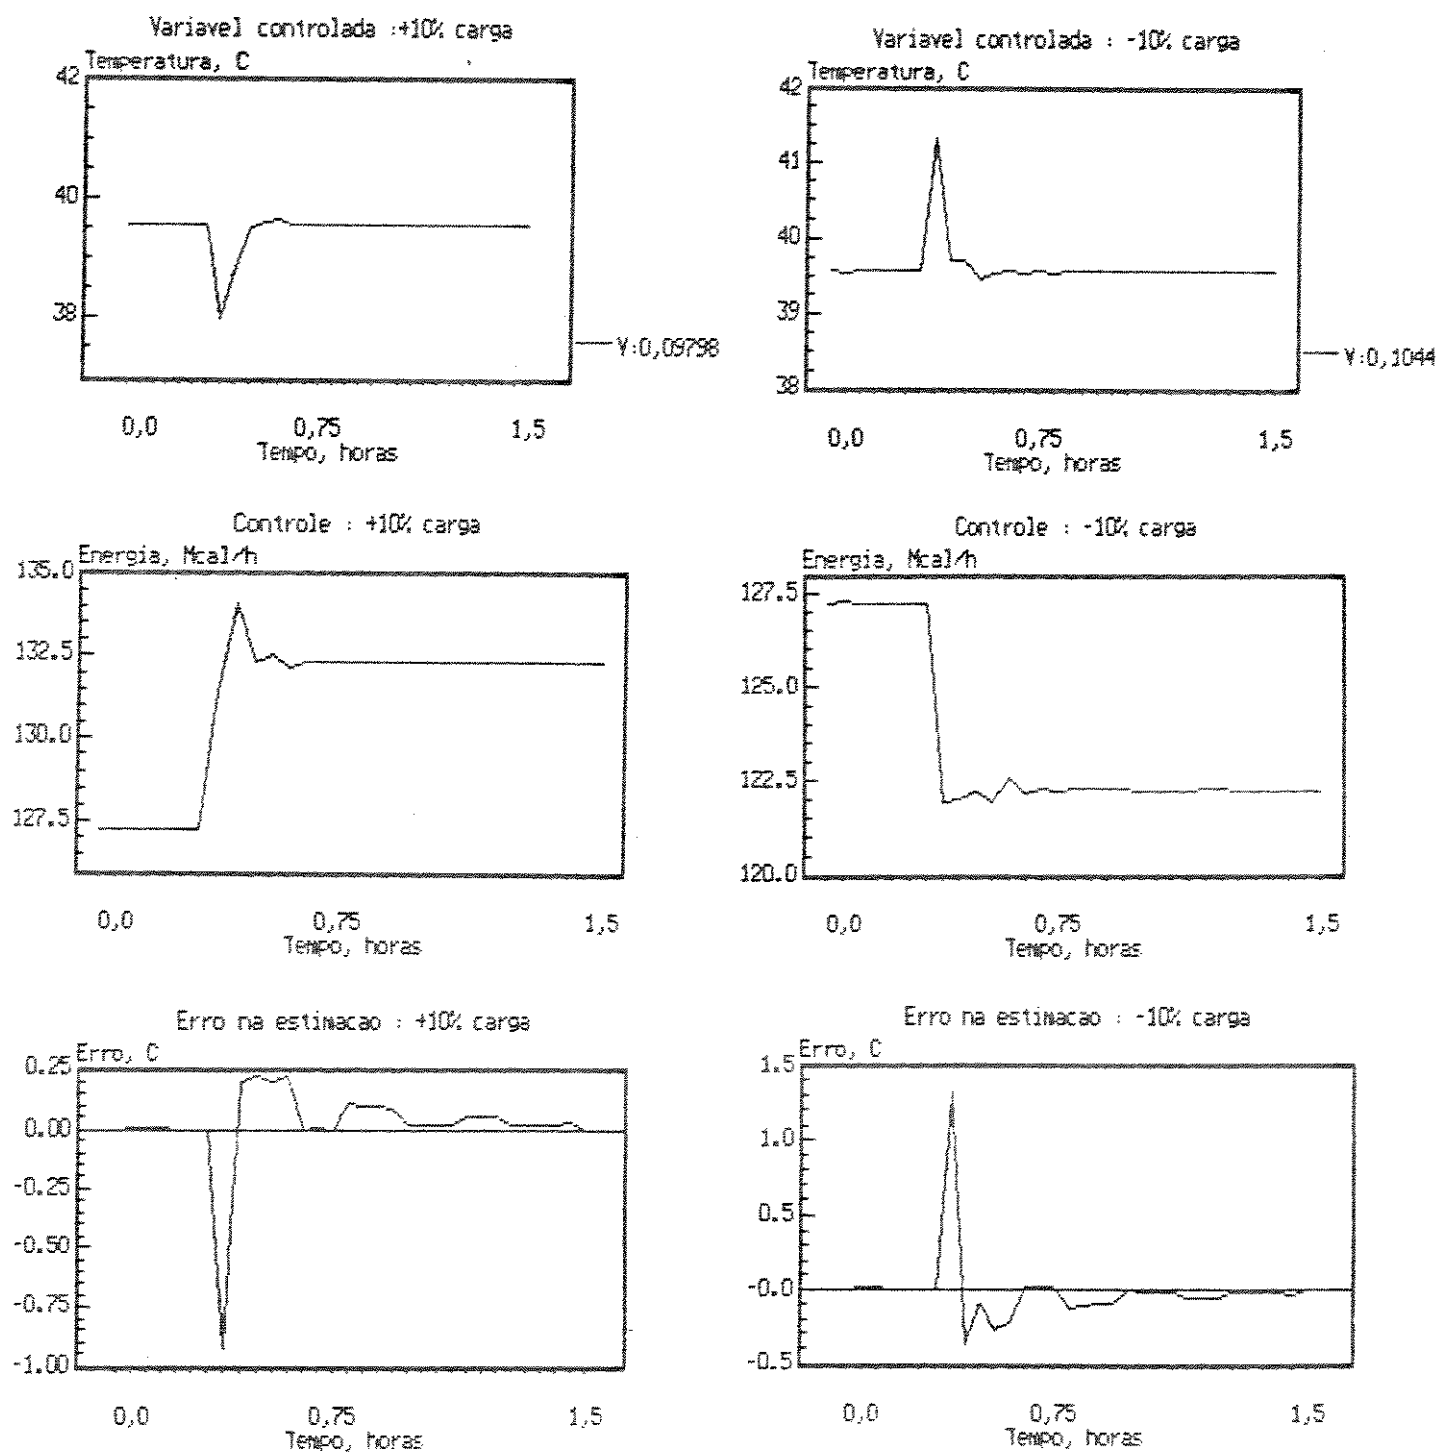 Variavel controlada :+10% carga
Temperatura, C
42
40
38
V:0,09798
0,0 0,75 1,5
Tempo, horas
Variavel controlada : -10% carga
Temperatura, C
42
41
40
39
38
V:0,1044
0,0 0,75 1,5
Tempo, horas
Controle : +10% carga
Energia, Mcal/h
135.0
132.5
130.0
127.5
0,0 0,75 1,5
Tempo, horas
Controle : -10% carga
Energia, Mcal/h
127.5
125.0
122.5
120.0
0,0 0,75 1,5
Tempo, horas
Erro na estimacao : +10% carga
Erro, C
0.25
0.00
-0.25
-0.50
-0.75
-1.00
0,0 0,75 1,5
Tempo, horas
Erro na estimacao : -10% carga
Erro, C
1.5
1.0
0.5
-0.0
-0.5
0,0 0,75 1,5
Tempo, horas